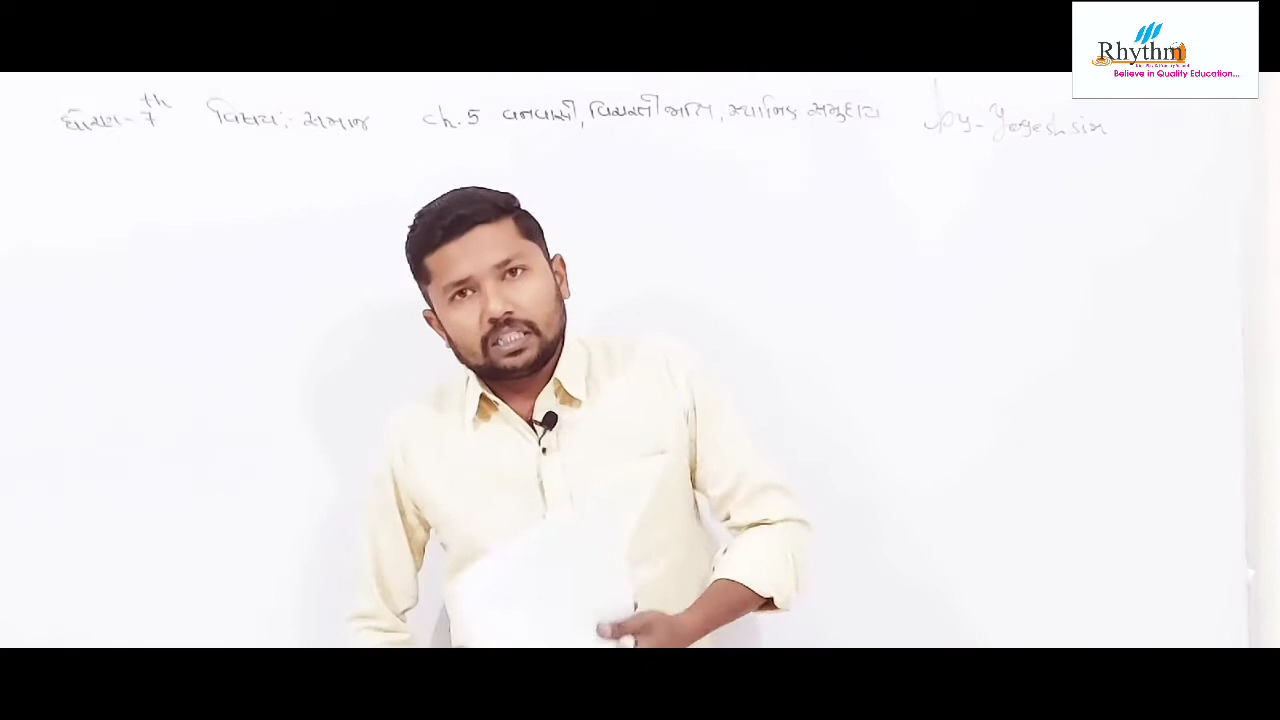 Rhythm
Believe in Quality Education...
ધોરણ-7th વિષય: સમાજ ch.5 વનવાસી, વિચરતી જાતિ, સ્થાનિક સમુદાય by-Yogesh sir